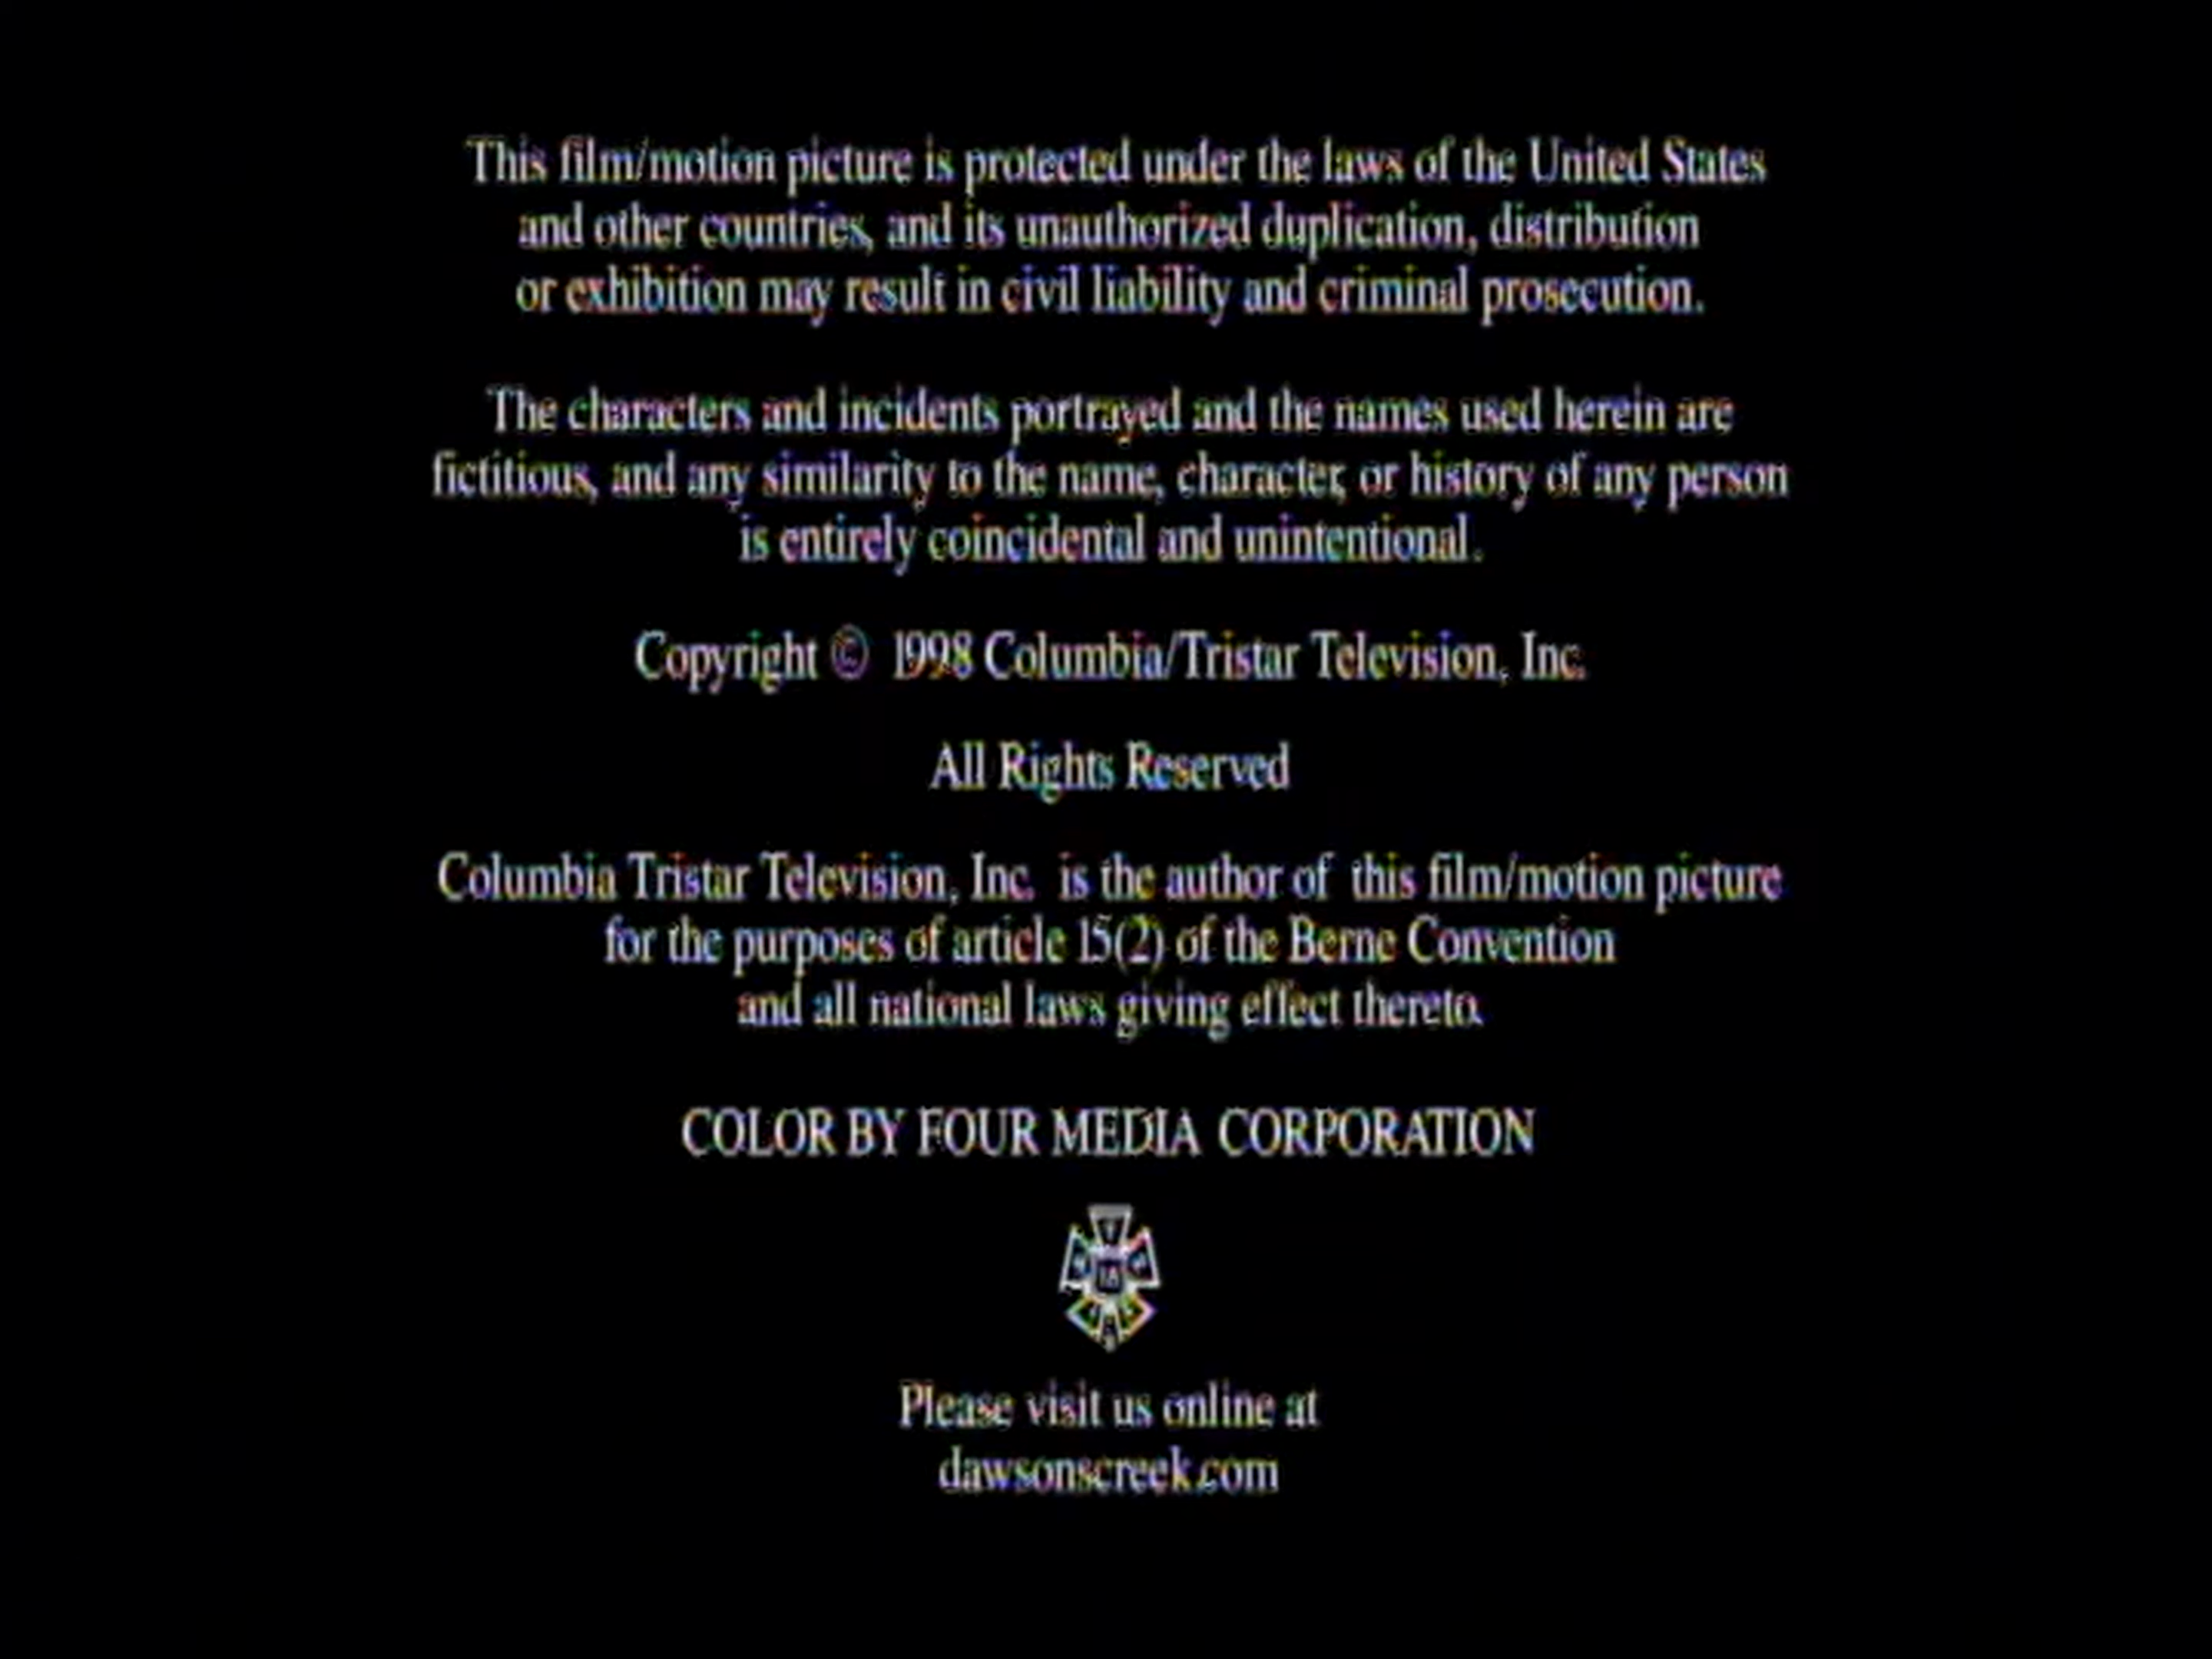 This film/motion picture is protected under the laws of the United States
and other countries, and its unauthorized duplication, distribution
or exhibition may result in civil liability and criminal prosecution.
The characters and incidents portrayed and the names used herein are
fictitious, and any similarity to the name, character, or history of any person
is entirely coincidental and unintentional.
Copyright © 1998 Columbia/Tristar Television, Inc.
All Rights Reserved
Columbia Tristar Television, Inc. is the author of this film/motion picture
for the purposes of article 15(2) of the Berne Convention
and all national laws giving effect thereto.
COLOR BY FOUR MEDIA CORPORATION
Please visit us online at
dawsonscreek.com